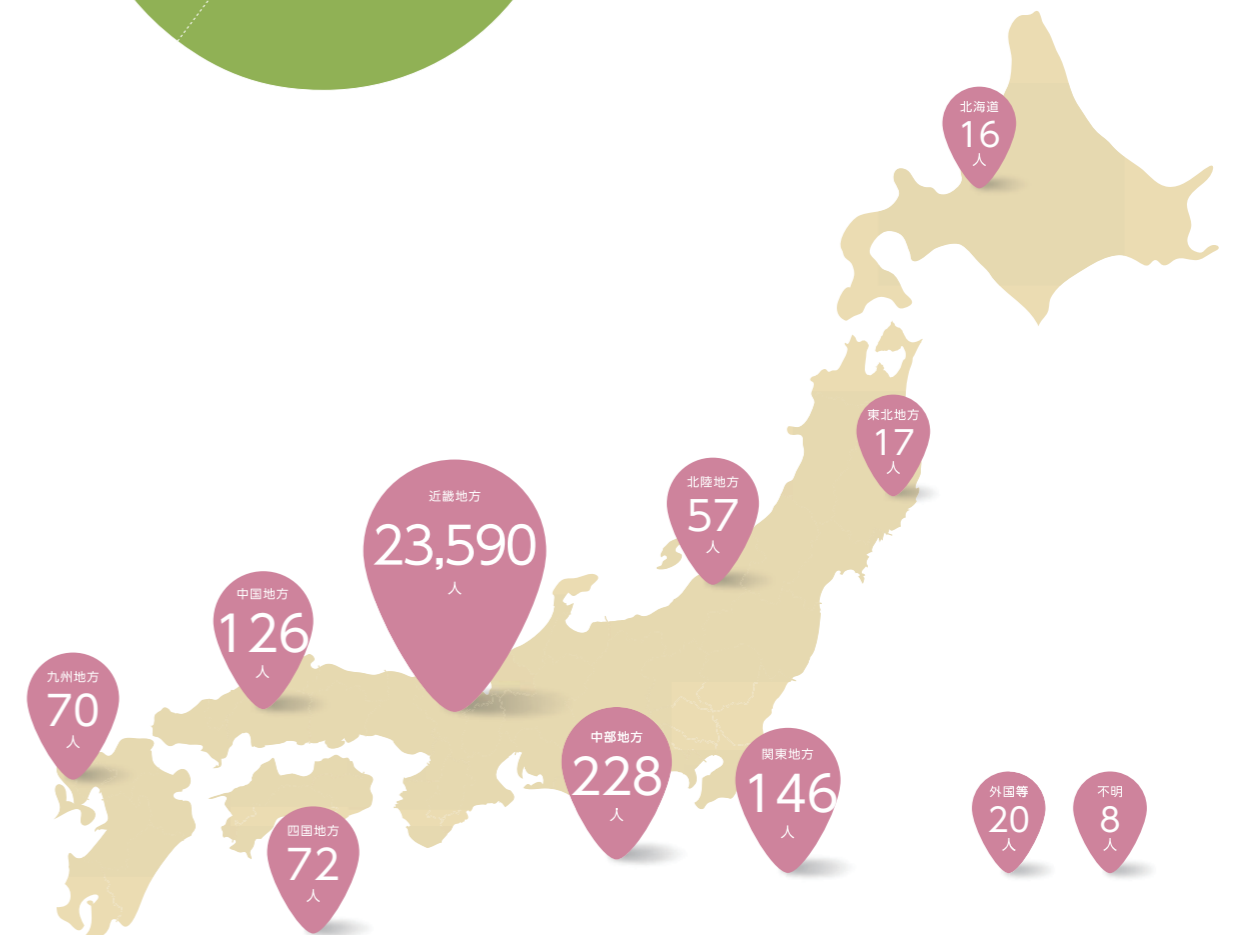 北海道
16
人
東北地方
17
人
北陸地方
57
人
近畿地方
23,590
人
中国地方
126
人
九州地方
70
人
四国地方
72
人
中部地方
228
人
関東地方
146
人
外国等
20
人
不明
8
人